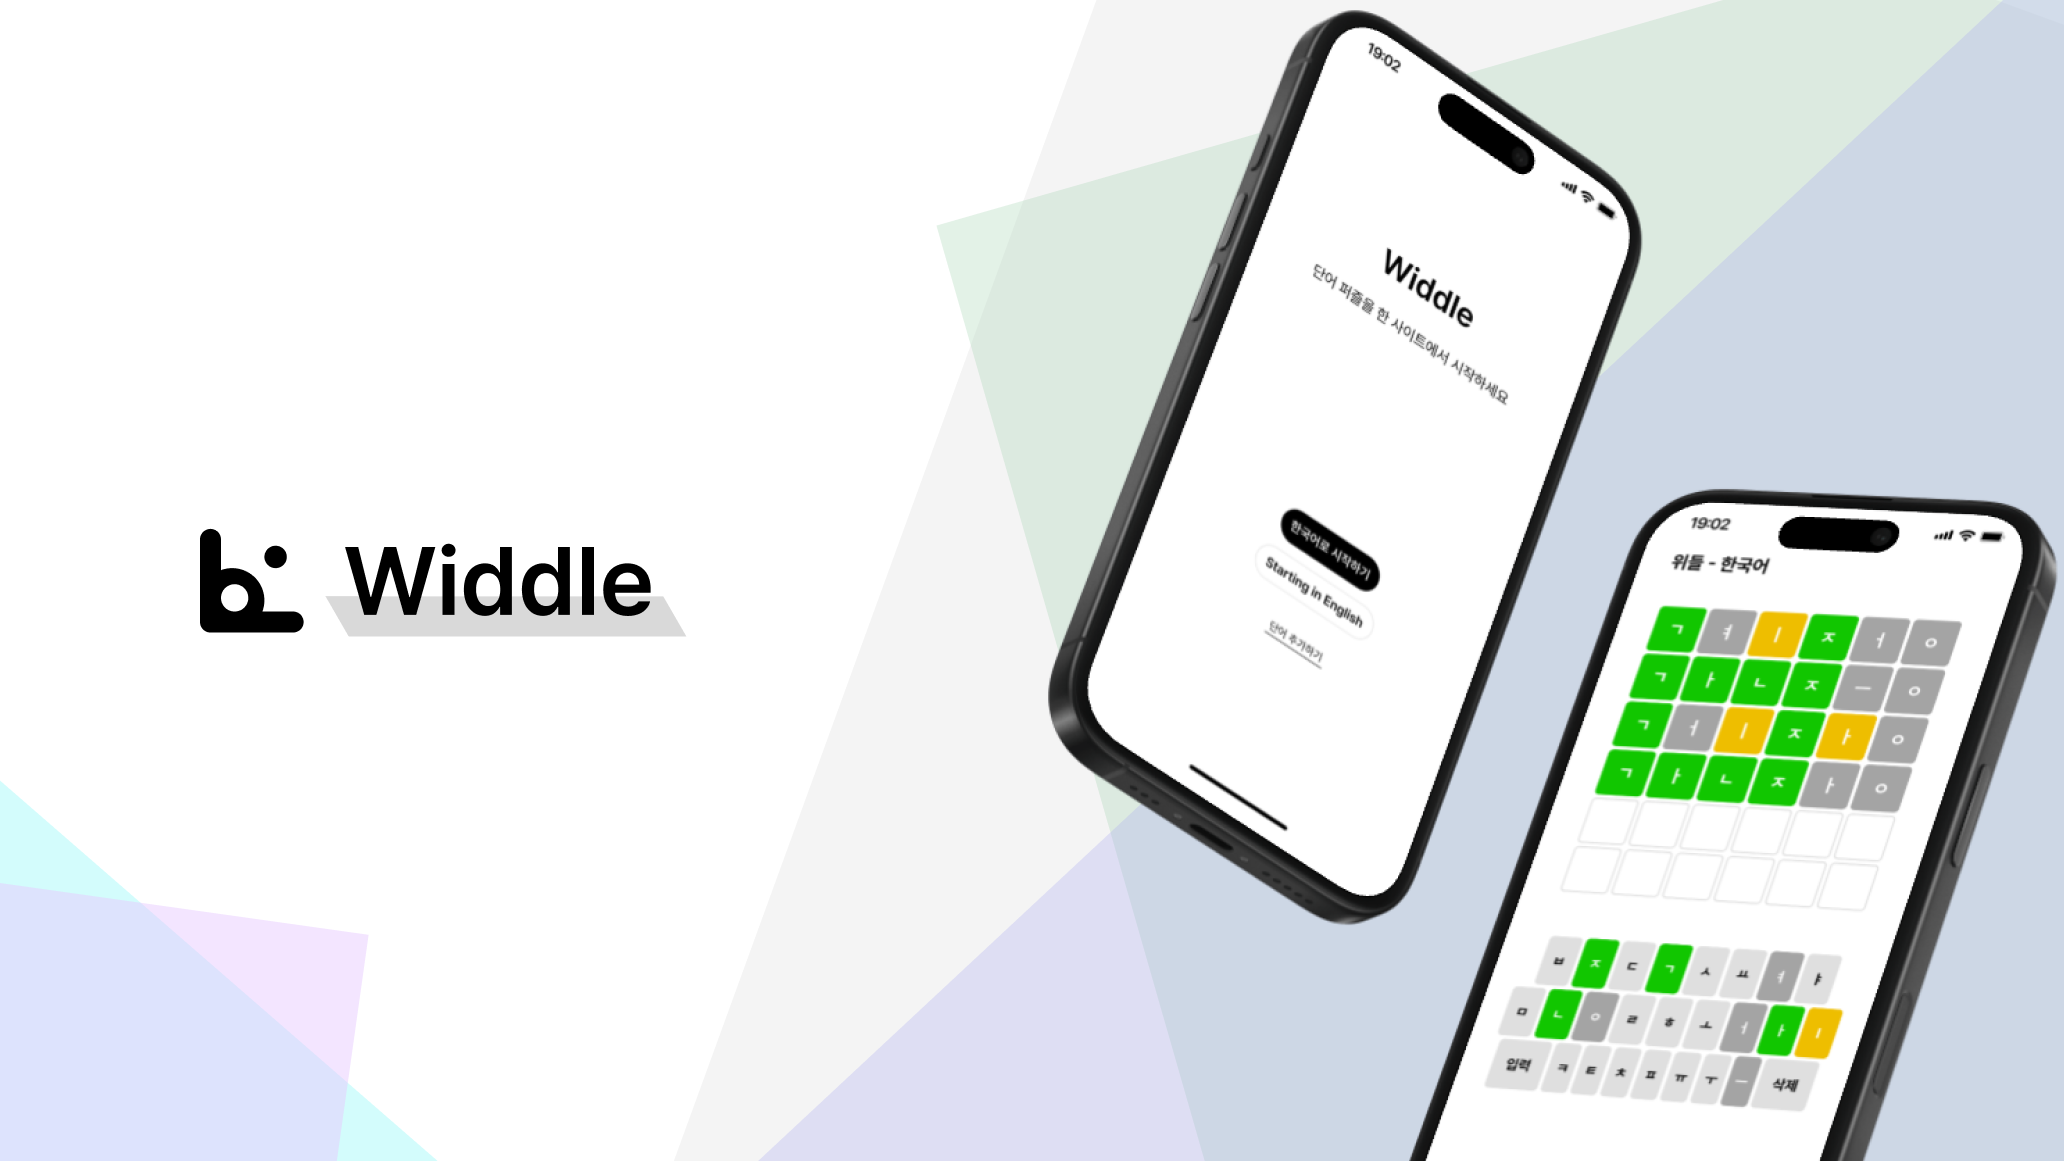 Widdle
19:02
Widdle
단어 퍼즐을 한 사이트에서 시작하세요
한국어로 시작하기
Starting in English
단어 추가하기
19:02
위들 - 한국어
ㄱ ㅕ ㅣ ㅈ ㅓ ㅇ
ㄱ ㅏ ㄴ ㅈ ㅡ ㅇ
ㄱ ㅓ ㅣ ㅈ ㅏ ㅇ
ㄱ ㅏ ㄴ ㅈ ㅏ ㅇ
ㅂ ㅈ ㄷ ㄱ ㅅ ㅛ ㅕ ㅑ
ㅁ ㄴ ㅇ ㄹ ㅎ ㅗ ㅓ ㅏ ㅣ
입력 ㅋ ㅌ ㅊ ㅍ ㅠ ㅜ ㅡ 삭제